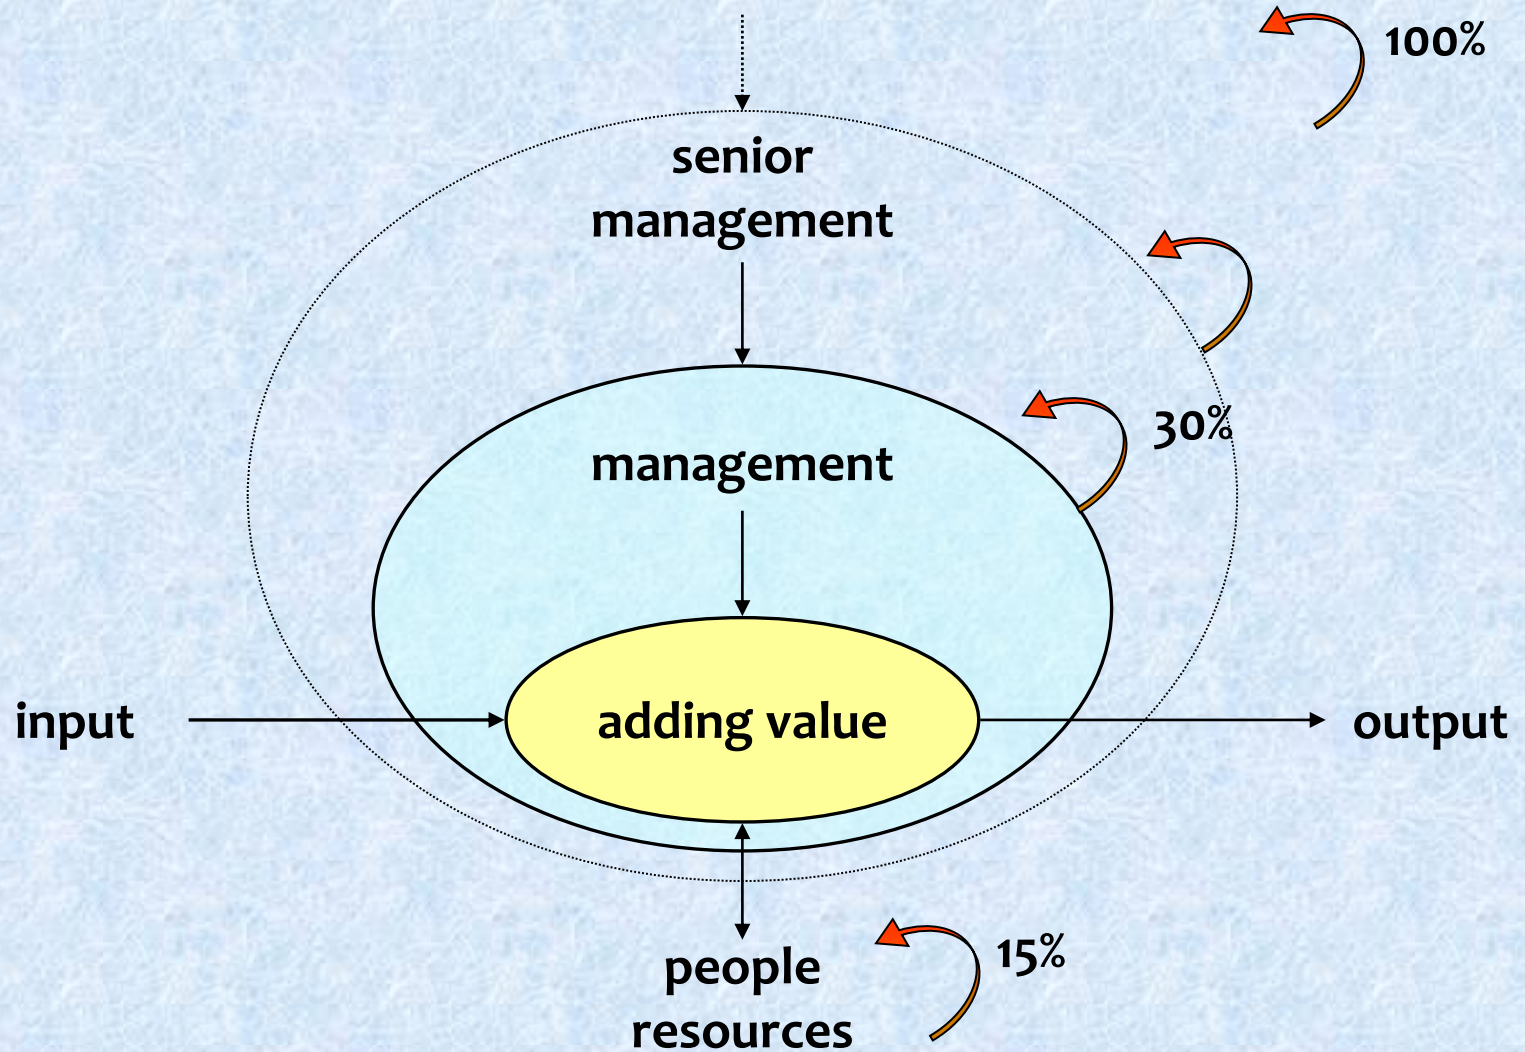 100%
senior
management
30%
management
input
adding value
output
people
resources
15%